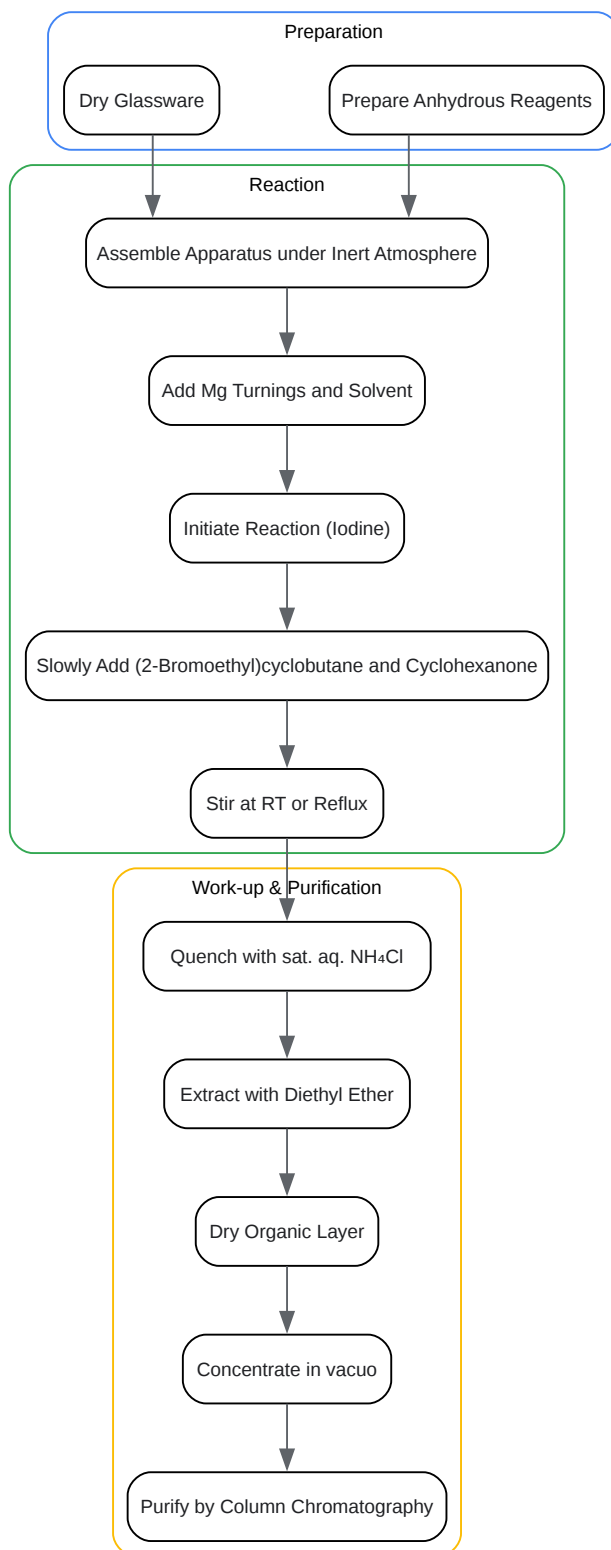 Preparation
Dry Glassware
Prepare Anhydrous Reagents
Reaction
Assemble Apparatus under Inert Atmosphere
Add Mg Turnings and Solvent
Initiate Reaction (Iodine)
Slowly Add (2-Bromoethyl)cyclobutane and Cyclohexanone
Stir at RT or Reflux
Work-up & Purification
Quench with sat. aq. NH₄Cl
Extract with Diethyl Ether
Dry Organic Layer
Concentrate in vacuo
Purify by Column Chromatography